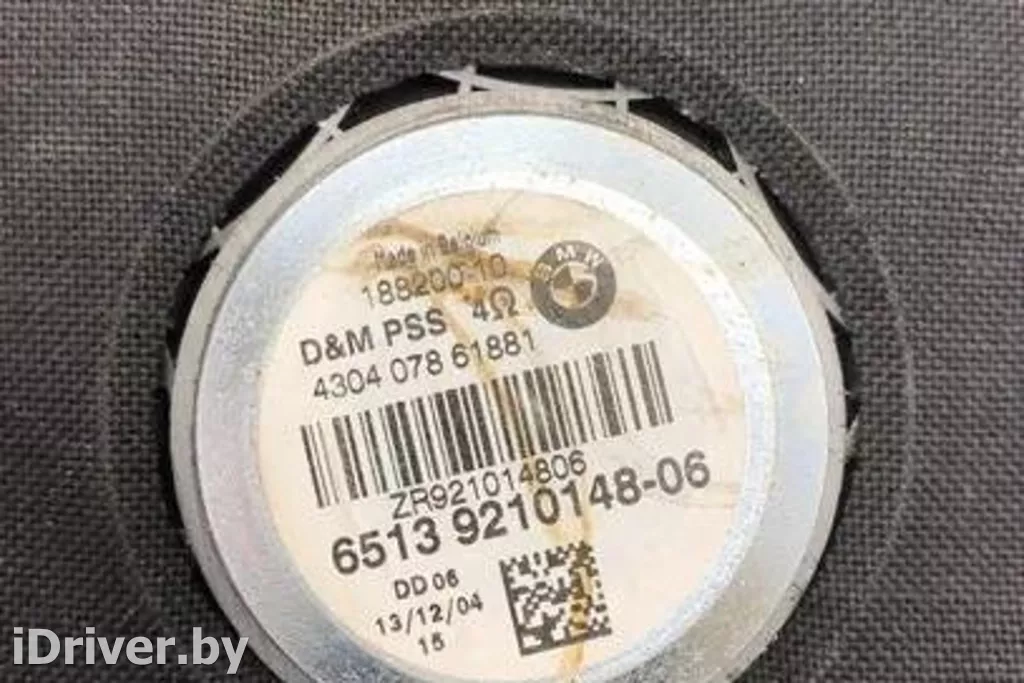 Made in Belgium
188200-10
BMW
D&M PSS 4Ω
4304 078 61881
ZR921014806
6513 9210148-06
DD 06
13/12/04
15
iDriver.by